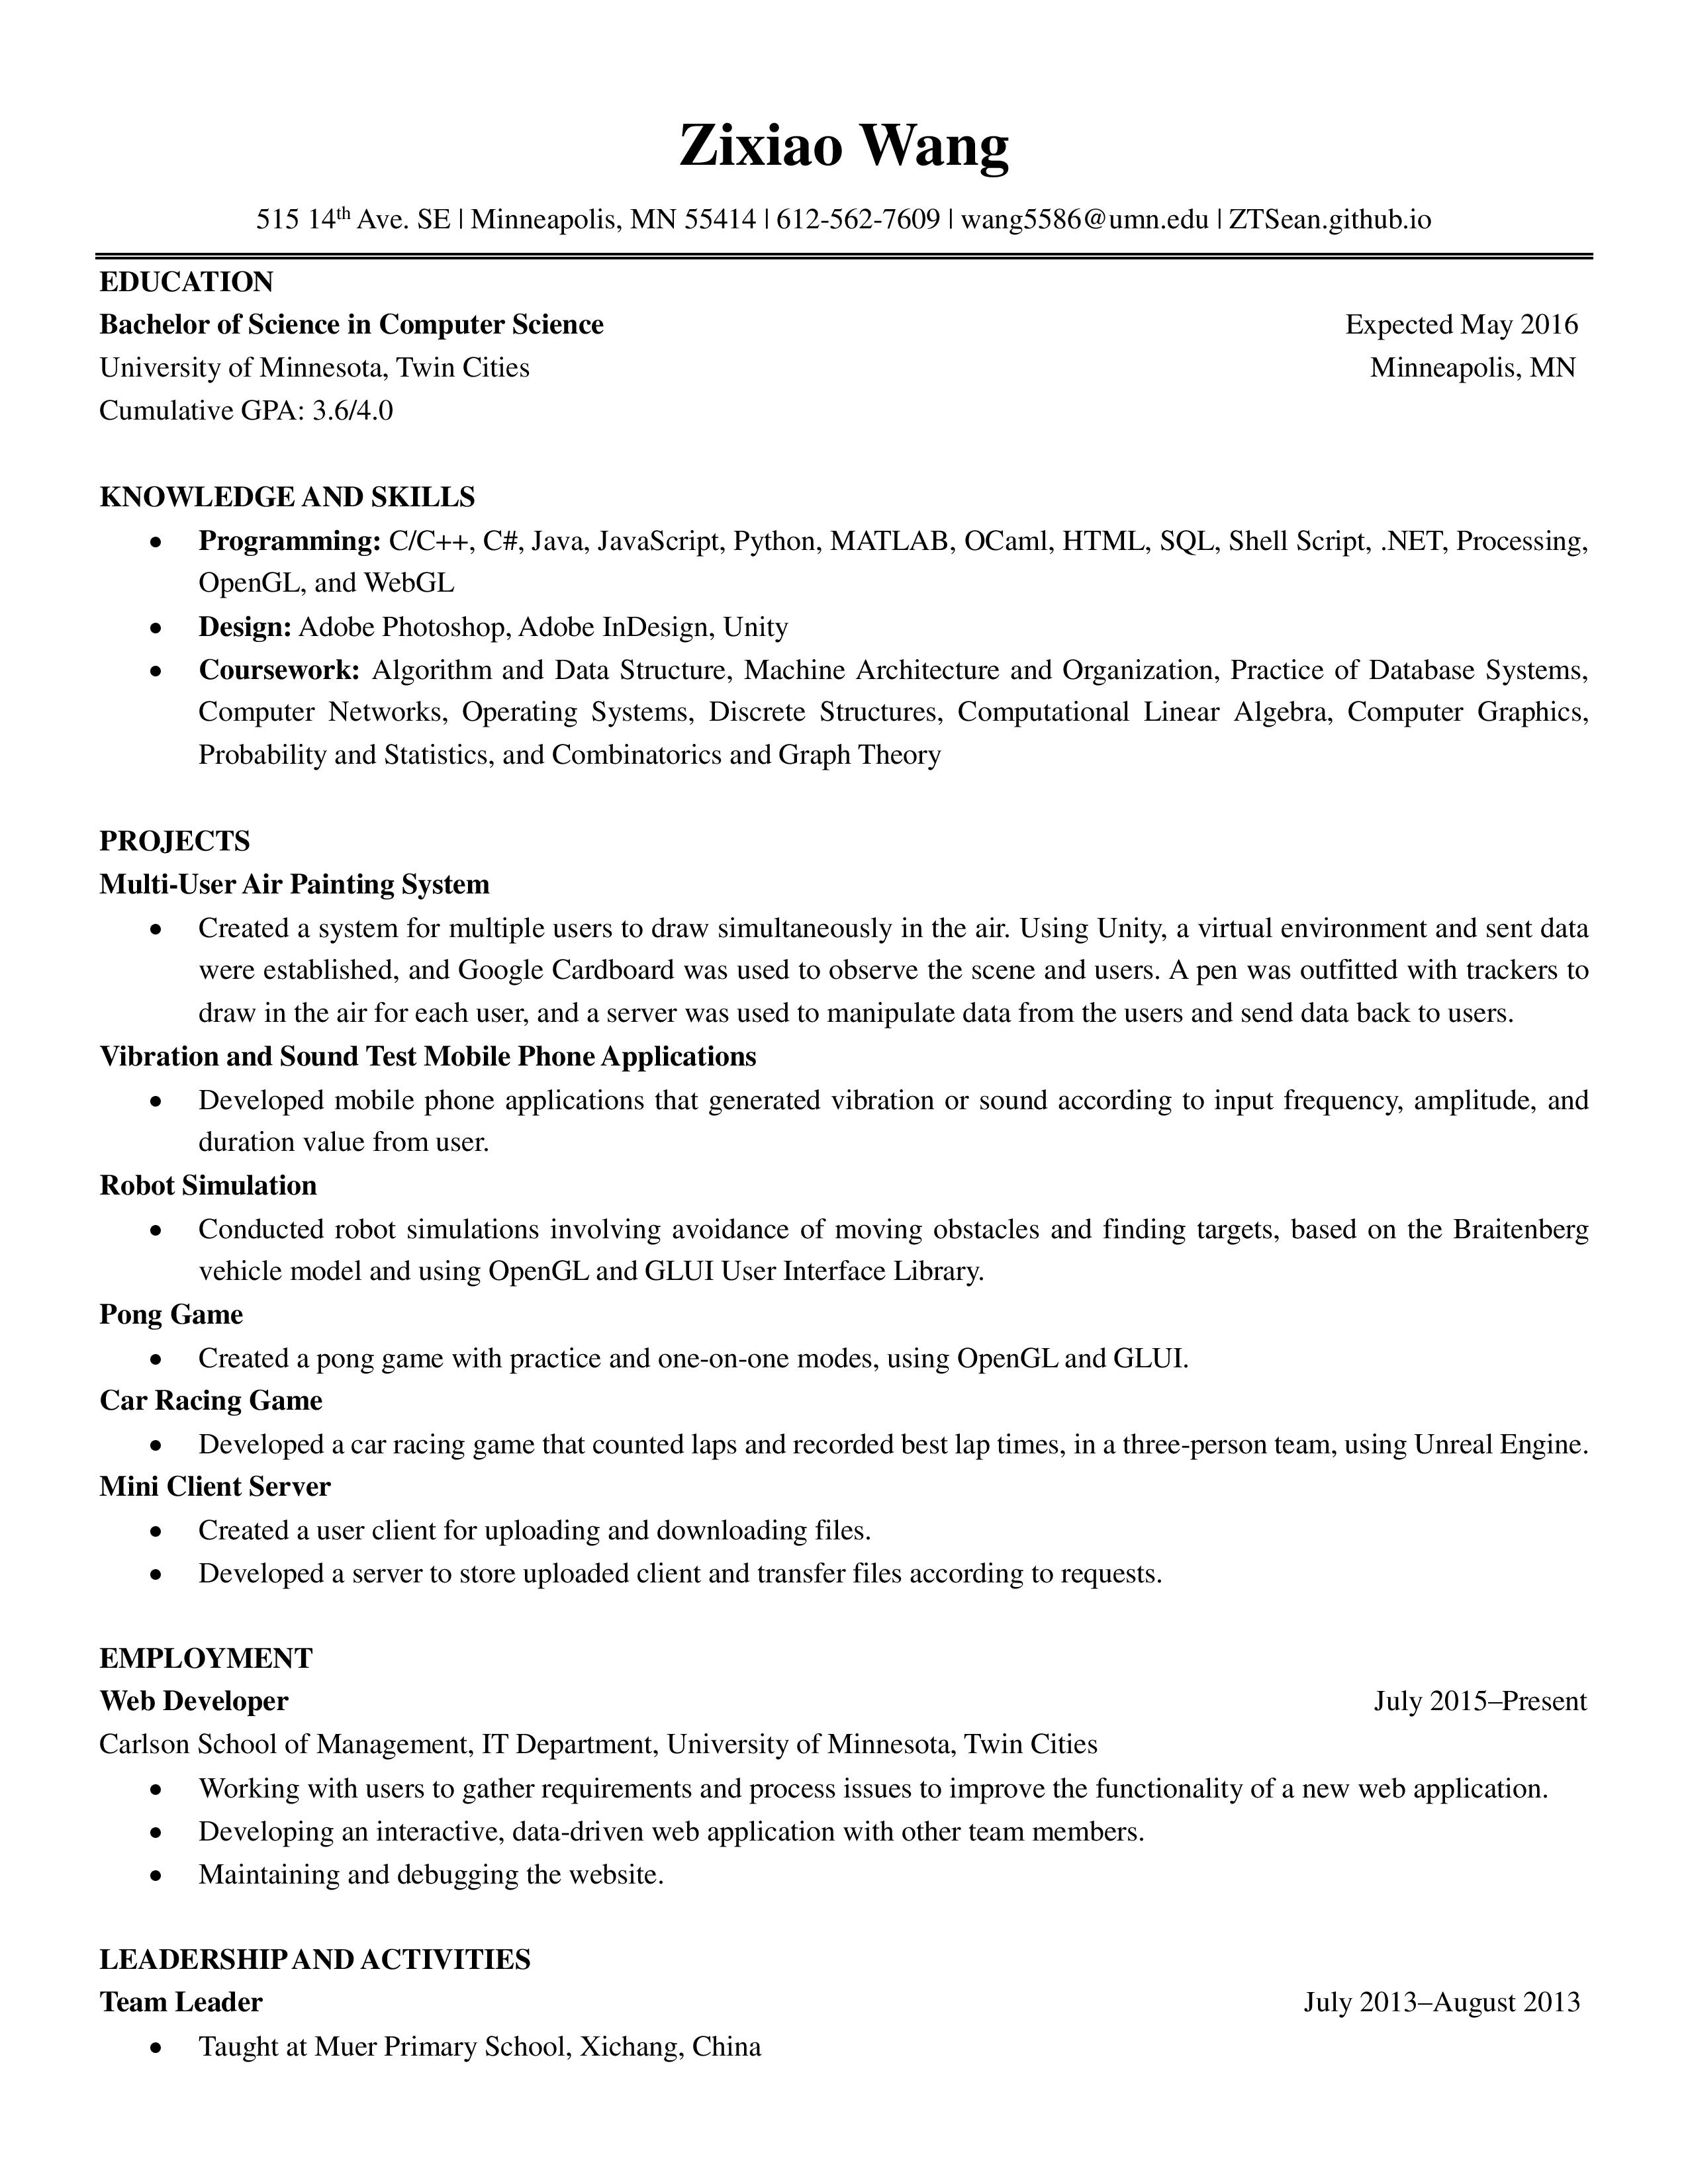 Zixiao Wang
515 14th Ave. SE | Minneapolis, MN 55414 | 612-562-7609 | wang5586@umn.edu | ZTSean.github.io
EDUCATION
Bachelor of Science in Computer Science Expected May 2016
University of Minnesota, Twin Cities Minneapolis, MN
Cumulative GPA: 3.6/4.0
KNOWLEDGE AND SKILLS
• Programming: C/C++, C#, Java, JavaScript, Python, MATLAB, OCaml, HTML, SQL, Shell Script, .NET, Processing,
OpenGL, and WebGL
• Design: Adobe Photoshop, Adobe InDesign, Unity
• Coursework: Algorithm and Data Structure, Machine Architecture and Organization, Practice of Database Systems,
Computer Networks, Operating Systems, Discrete Structures, Computational Linear Algebra, Computer Graphics,
Probability and Statistics, and Combinatorics and Graph Theory
PROJECTS
Multi-User Air Painting System
• Created a system for multiple users to draw simultaneously in the air. Using Unity, a virtual environment and sent data
were established, and Google Cardboard was used to observe the scene and users. A pen was outfitted with trackers to
draw in the air for each user, and a server was used to manipulate data from the users and send data back to users.
Vibration and Sound Test Mobile Phone Applications
• Developed mobile phone applications that generated vibration or sound according to input frequency, amplitude, and
duration value from user.
Robot Simulation
• Conducted robot simulations involving avoidance of moving obstacles and finding targets, based on the Braitenberg
vehicle model and using OpenGL and GLUI User Interface Library.
Pong Game
• Created a pong game with practice and one-on-one modes, using OpenGL and GLUI.
Car Racing Game
• Developed a car racing game that counted laps and recorded best lap times, in a three-person team, using Unreal Engine.
Mini Client Server
• Created a user client for uploading and downloading files.
• Developed a server to store uploaded client and transfer files according to requests.
EMPLOYMENT
Web Developer July 2015–Present
Carlson School of Management, IT Department, University of Minnesota, Twin Cities
• Working with users to gather requirements and process issues to improve the functionality of a new web application.
• Developing an interactive, data-driven web application with other team members.
• Maintaining and debugging the website.
LEADERSHIP AND ACTIVITIES
Team Leader July 2013–August 2013
• Taught at Muer Primary School, Xichang, China